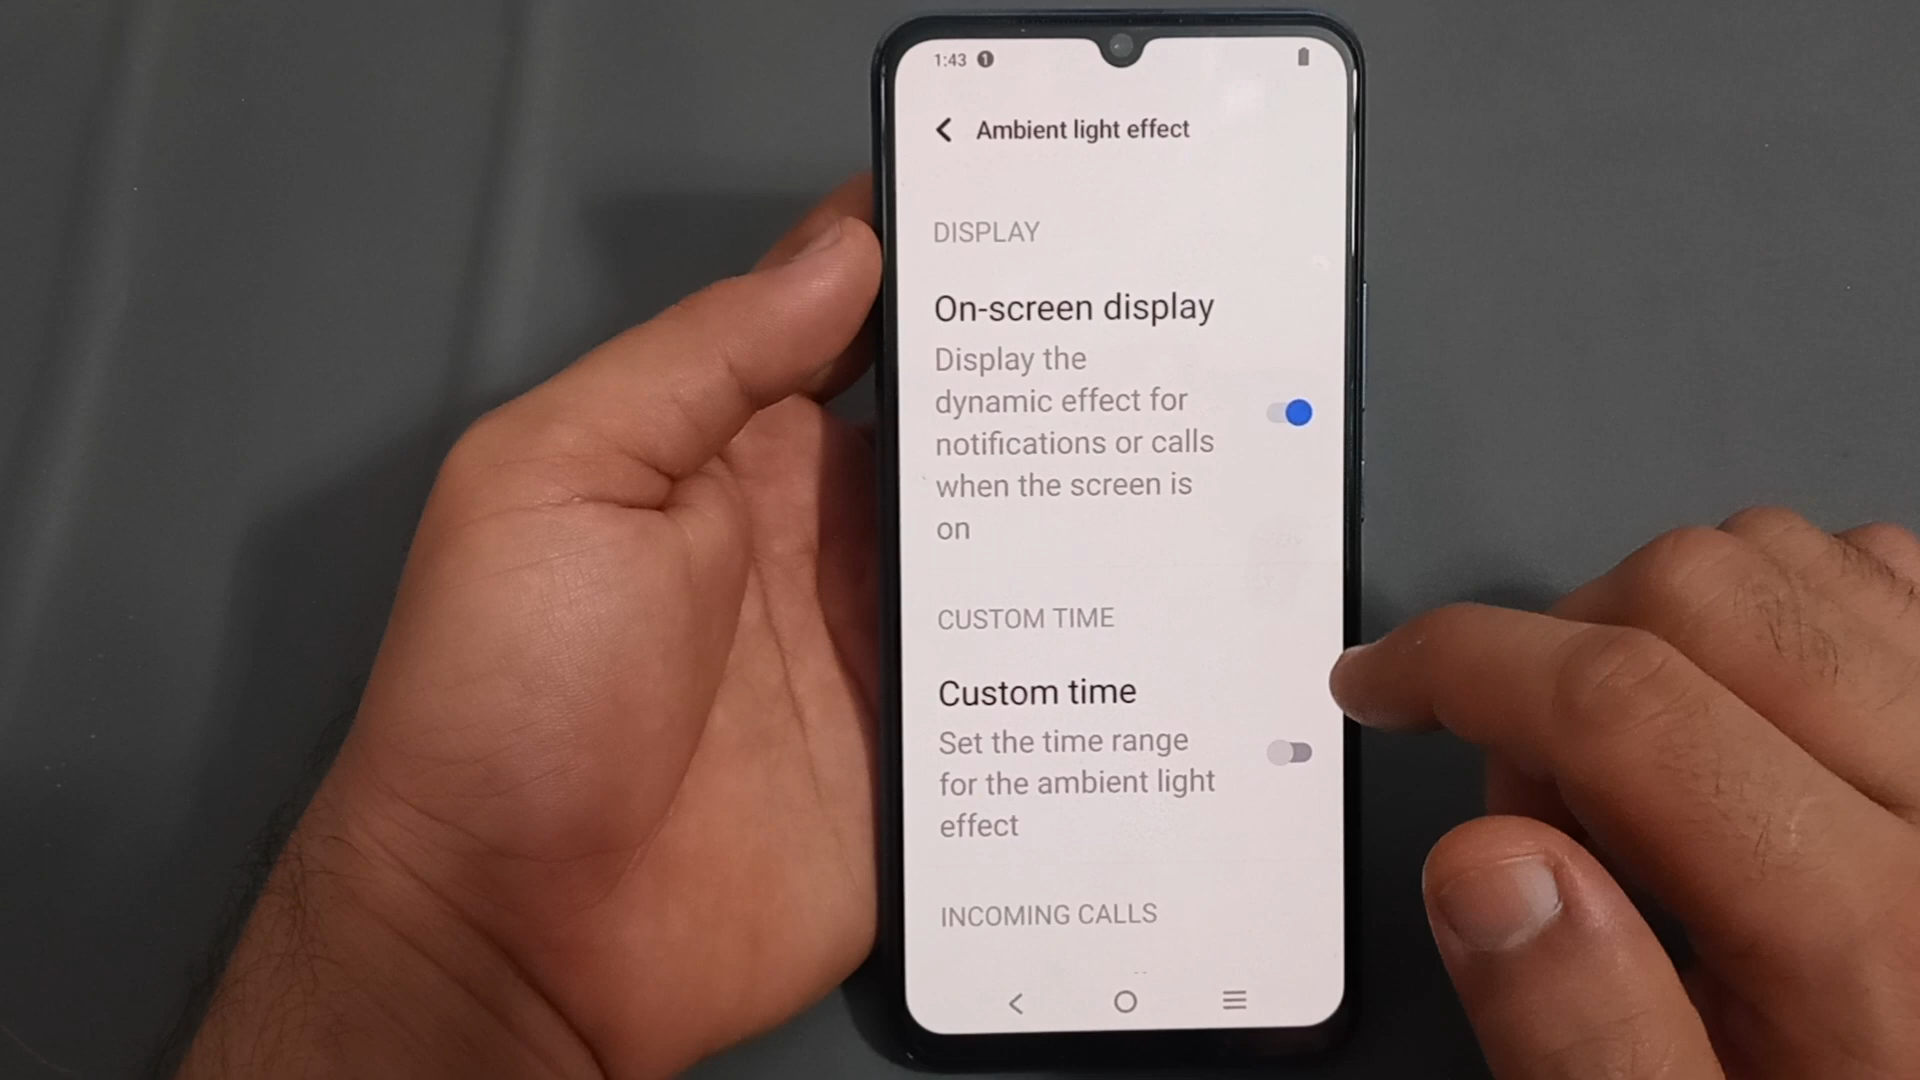 1:43 1
Ambient light effect
DISPLAY
On-screen display
Display the
dynamic effect for
notifications or calls
when the screen is
on
CUSTOM TIME
Custom time
Set the time range
for the ambient light
effect
INCOMING CALLS